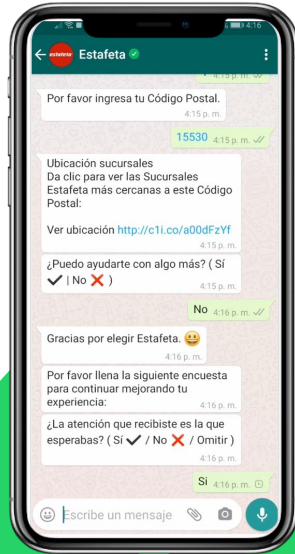 4:16
estafeta
Estafeta
4:15 p. m.
Por favor ingresa tu Código Postal.
4:15 p. m.
15530 4:15 p. m.
Ubicación sucursales
Da clic para ver las Sucursales
Estafeta más cercanas a este Código
Postal:
Ver ubicación http://c1i.co/a00dFzYf
4:15 p. m.
¿Puedo ayudarte con algo más? ( Sí
✔ | No ❌ )
4:15 p. m.
No 4:16 p. m.
Gracias por elegir Estafeta. 😀
4:16 p. m.
Por favor llena la siguiente encuesta
para continuar mejorando tu
experiencia:
4:16 p. m.
¿La atención que recibiste es la que
esperabas? ( Sí ✔ / No ❌ / Omitir )
4:16 p. m.
Si 4:16 p. m.
Escribe un mensaje